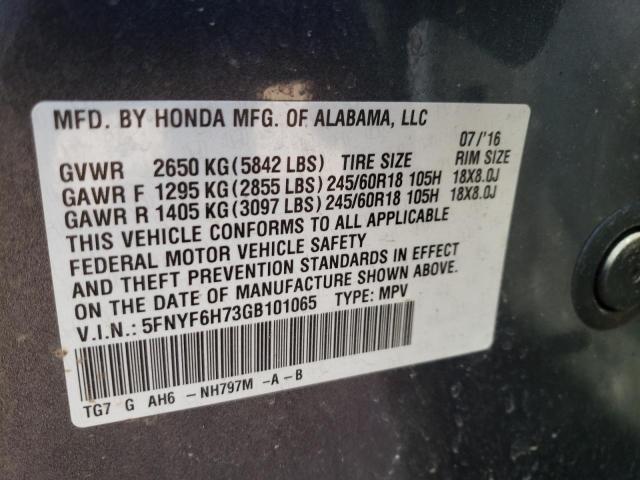 MFD. BY HONDA MFG. OF ALABAMA, LLC
07/'16
GVWR 2650 KG (5842 LBS) TIRE SIZE RIM SIZE
GAWR F 1295 KG (2855 LBS) 245/60R18 105H 18X8.0J
GAWR R 1405 KG (3097 LBS) 245/60R18 105H 18X8.0J
THIS VEHICLE CONFORMS TO ALL APPLICABLE
FEDERAL MOTOR VEHICLE SAFETY
AND THEFT PREVENTION STANDARDS IN EFFECT
ON THE DATE OF MANUFACTURE SHOWN ABOVE.
V.I.N.: 5FNYF6H73GB101065 TYPE: MPV
TG7 G AH6 -NH797M -A-B